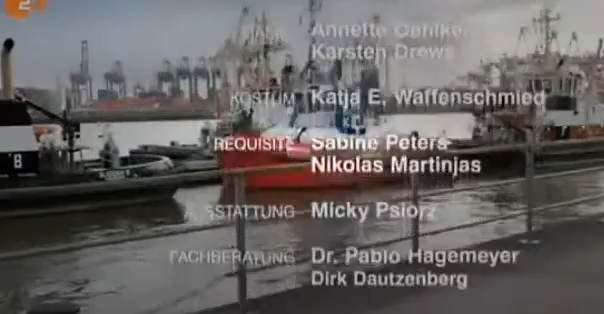 Annette Oehlke
Karsten Drews
KOSTÜM Katja E. Waffenschmied
REQUISITE Sabine Peters
Nikolas Martinjas
AUSSTATTUNG Micky Psiorz
FACHBERATUNG Dr. Pablo Hagemeyer
Dirk Dautzenberg